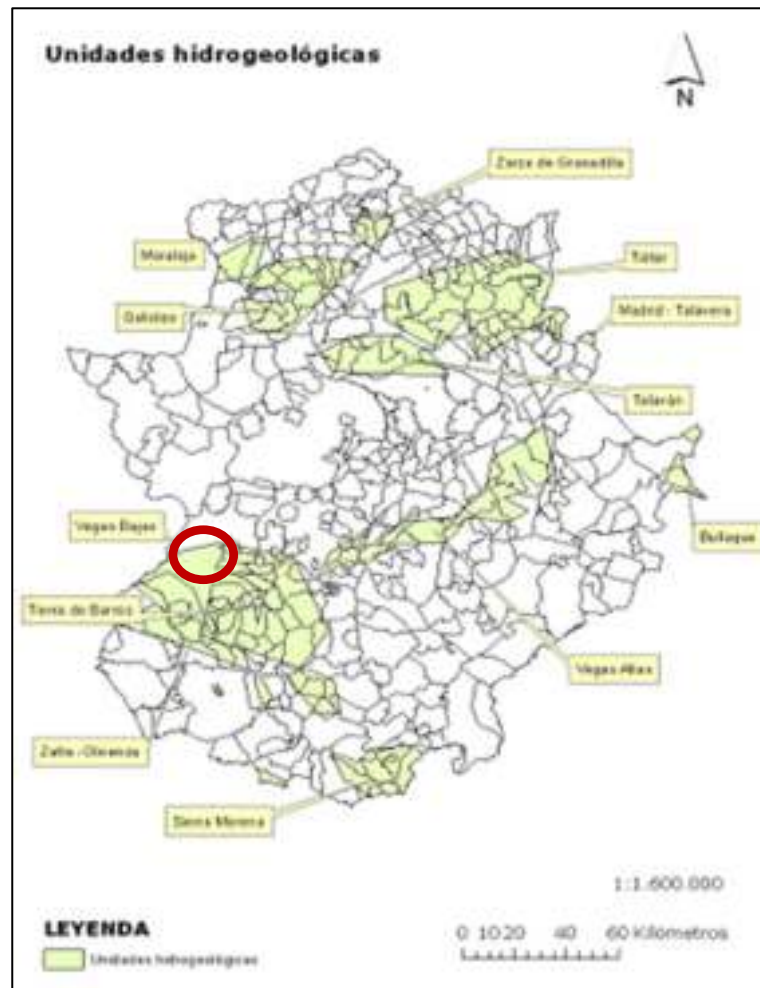 Unidades hidrogeológicas
N
Zarza de Granadilla
Moraleja
Tiétar
Galisteo
Madrid - Talavera
Talaván
Vegas Bajas
Bullaque
Tierra de Barros
Vegas Altas
Zafra - Olivenza
Sierra Morena
1:1.600.000
LEYENDA
0 10 20 40 60 Kilometros
Unidades hidrogeológicas